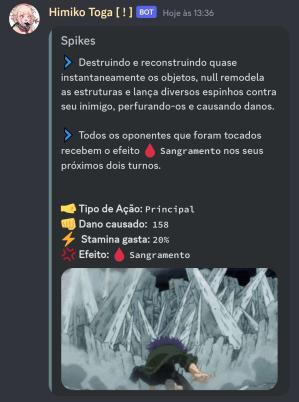 Himiko Toga [ ! ] BOT Hoje às 13:36
Spikes
Destruindo e reconstruindo quase
instantaneamente os objetos, null remodela
as estruturas e lança diversos espinhos contra
seu inimigo, perfurando-os e causando danos.
Todos os oponentes que foram tocados
recebem o efeito Sangramento nos seus
próximos dois turnos.
Tipo de Ação: Principal
Dano causado: 158
Stamina gasta: 20%
Efeito: Sangramento